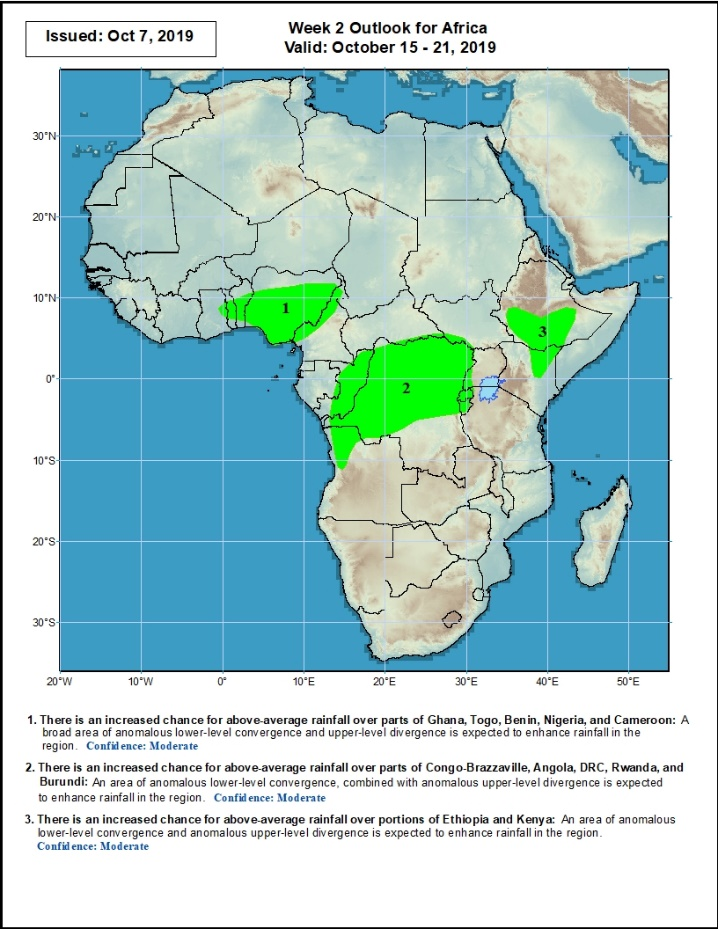 Issued: Oct 7, 2019
Week 2 Outlook for Africa
Valid: October 15 - 21, 2019
30°N
20°N
10°N
0°
10°S
20°S
30°S
1
2
3
20°W
10°W
0°
10°E
20°E
30°E
40°E
50°E
1. There is an increased chance for above-average rainfall over parts of Ghana, Togo, Benin, Nigeria, and Cameroon: A
broad area of anomalous lower-level convergence and upper-level divergence is expected to enhance rainfall in the
region. Confidence: Moderate
2. There is an increased chance for above-average rainfall over parts of Congo-Brazzaville, Angola, DRC, Rwanda, and
Burundi: An area of anomalous lower-level convergence, combined with anomalous upper-level divergence is expected
to enhance rainfall in the region. Confidence: Moderate
3. There is an increased chance for above-average rainfall over portions of Ethiopia and Kenya: An area of anomalous
lower-level convergence and anomalous upper-level divergence is expected to enhance rainfall in the region.
Confidence: Moderate